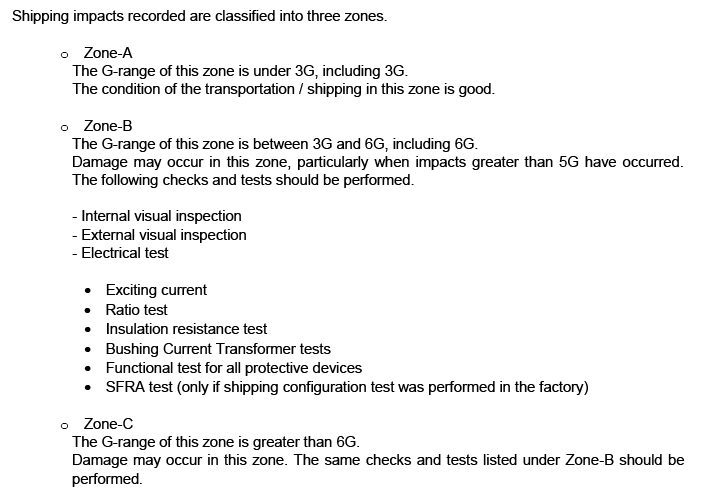 Shipping impacts recorded are classified into three zones.
o Zone-A
The G-range of this zone is under 3G, including 3G.
The condition of the transportation / shipping in this zone is good.
o Zone-B
The G-range of this zone is between 3G and 6G, including 6G.
Damage may occur in this zone, particularly when impacts greater than 5G have occurred.
The following checks and tests should be performed.
- Internal visual inspection
- External visual inspection
- Electrical test
• Exciting current
• Ratio test
• Insulation resistance test
• Bushing Current Transformer tests
• Functional test for all protective devices
• SFRA test (only if shipping configuration test was performed in the factory)
o Zone-C
The G-range of this zone is greater than 6G.
Damage may occur in this zone. The same checks and tests listed under Zone-B should be
performed.